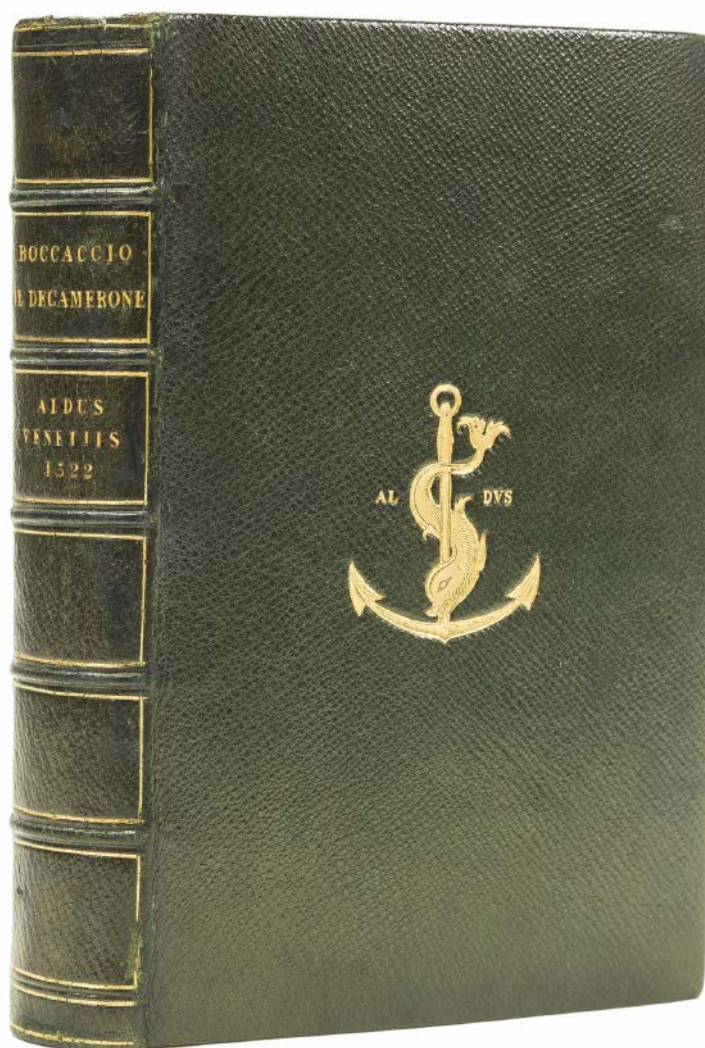 BOCCACCIO
IL DECAMERONE
ALDUS
VENETIIS
1522
AL DVS